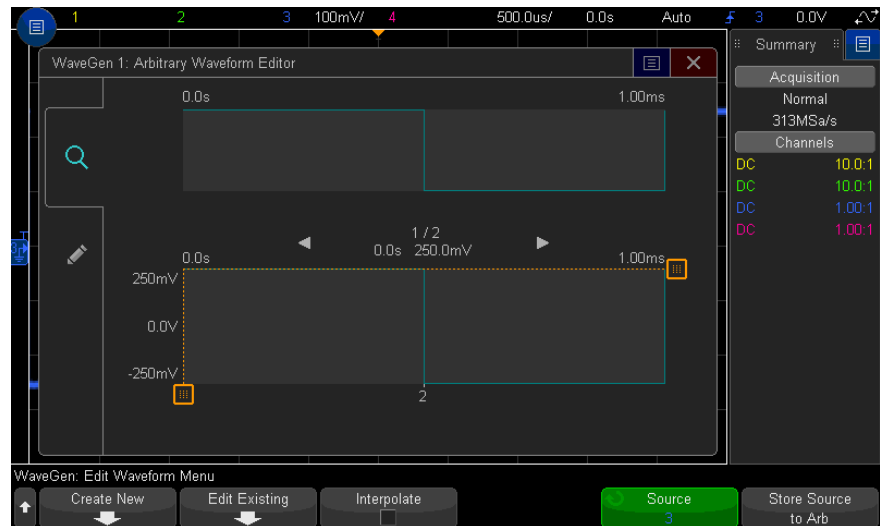 1 2 3 100mV/ 4 500.0us/ 0.0s Auto 3 0.0V
Summary
WaveGen 1: Arbitrary Waveform Editor
Acquisition
Normal
313MSa/s
Channels
DC 10.0:1
DC 10.0:1
DC 1.00:1
DC 1.00:1
0.0s 1.00ms
1 / 2
0.0s 250.0mV
0.0s 1.00ms
250mV
0.0V
-250mV
2
WaveGen: Edit Waveform Menu
Create New
Edit Existing
Interpolate
Source
3
Store Source
to Arb